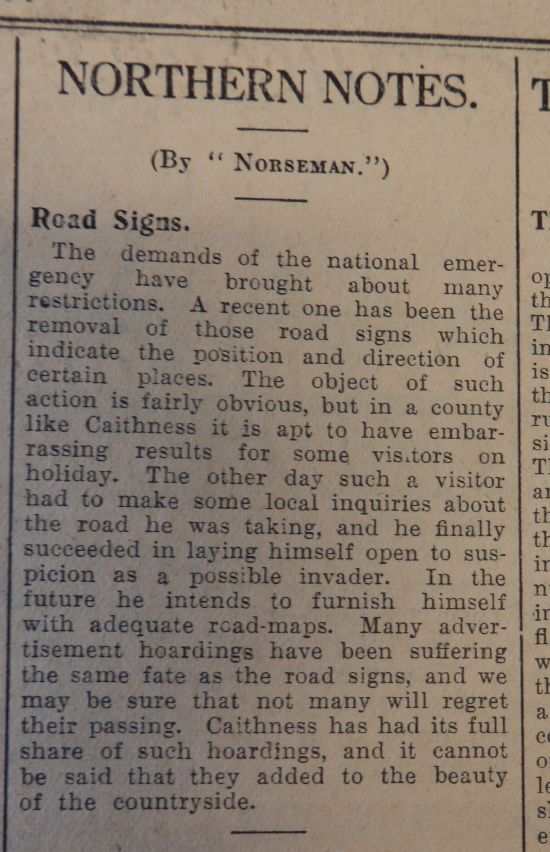 NORTHERN NOTES.
(By "NORSEMAN.")
Road Signs.
The demands of the national emer-
gency have brought about many
restrictions. A recent one has been the
removal of those road signs which
indicate the position and direction of
certain places. The object of such
action is fairly obvious, but in a county
like Caithness it is apt to have embar-
rassing results for some visitors on
holiday. The other day such a visitor
had to make some local inquiries about
the road he was taking, and he finally
succeeded in laying himself open to sus-
picion as a possible invader. In the
future he intends to furnish himself
with adequate road-maps. Many adver-
tisement hoardings have been suffering
the same fate as the road signs, and we
may be sure that not many will regret
their passing. Caithness has had its full
share of such hoardings, and it cannot
be said that they added to the beauty
of the countryside.